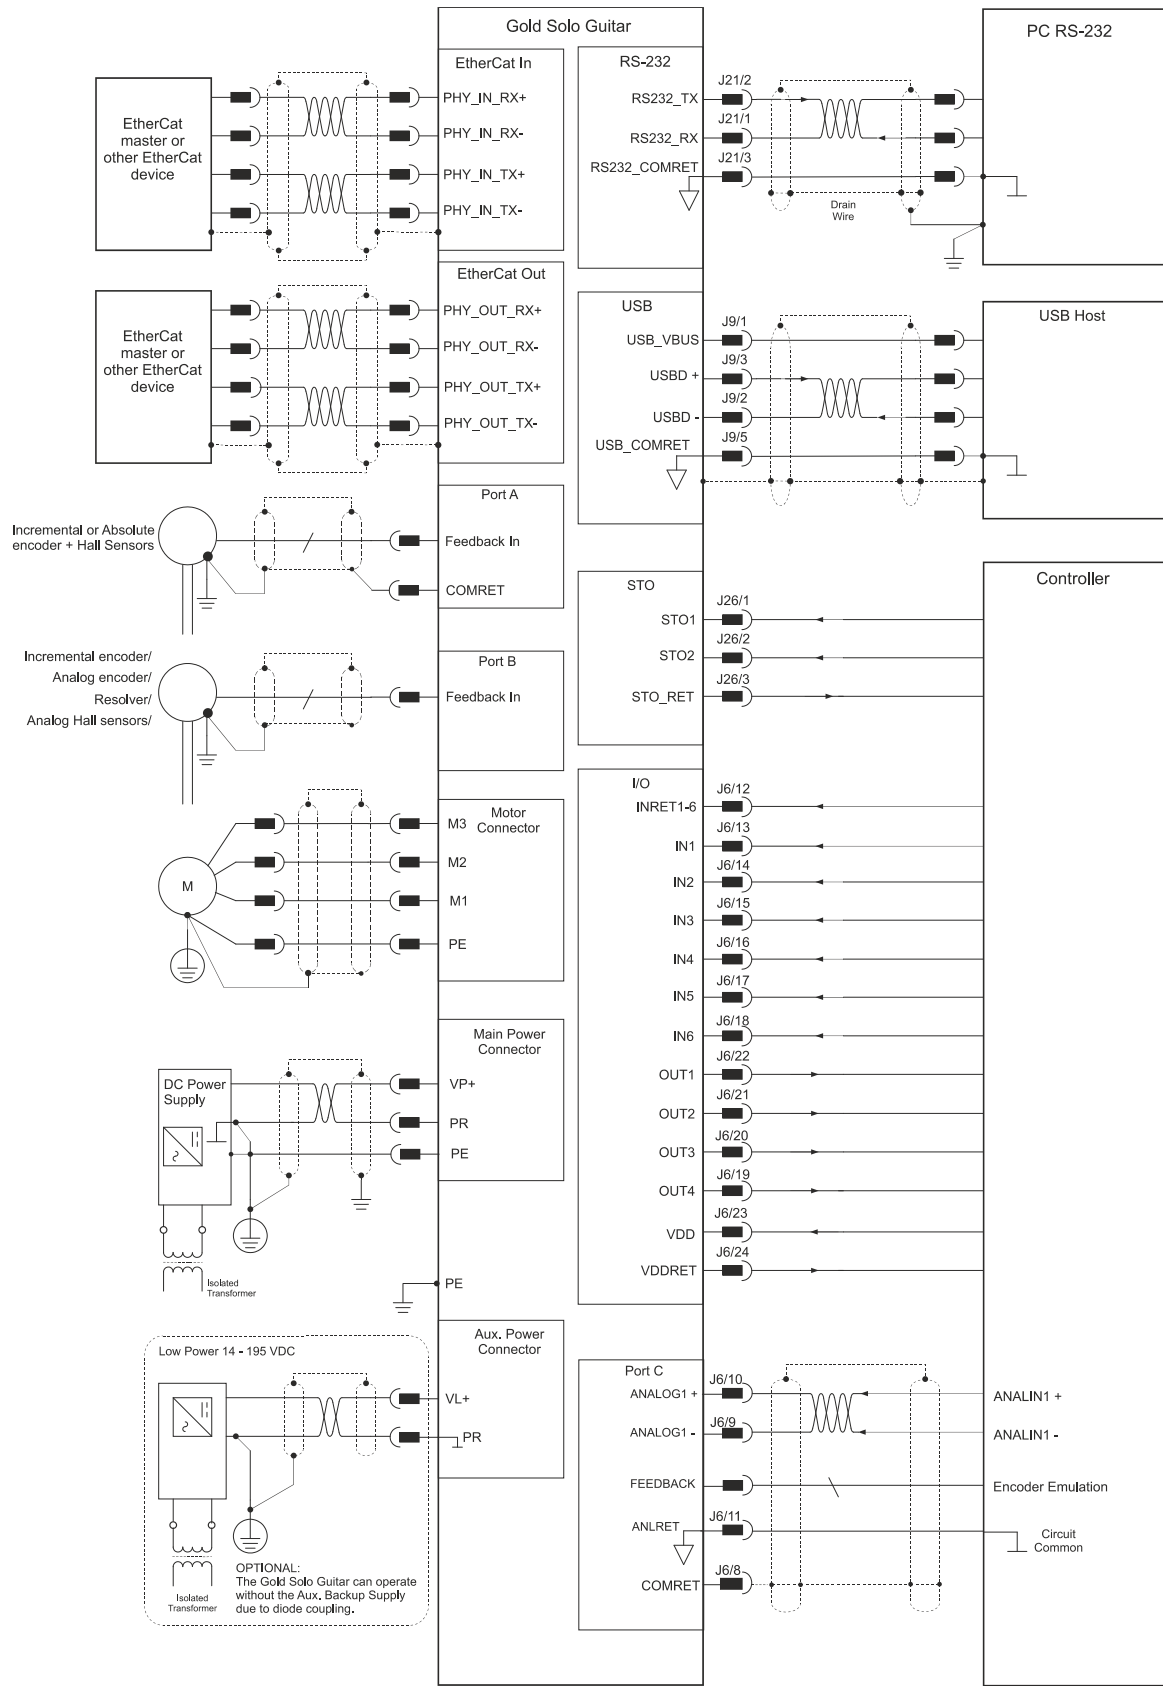 Gold Solo Guitar
EtherCat In
EtherCat
master or
other EtherCat
device
PHY_IN_RX+
PHY_IN_RX-
PHY_IN_TX+
PHY_IN_TX-
EtherCat Out
EtherCat
master or
other EtherCat
device
PHY_OUT_RX+
PHY_OUT_RX-
PHY_OUT_TX+
PHY_OUT_TX-
Port A
Incremental or Absolute
encoder + Hall Sensors
Feedback In
COMRET
Port B
Incremental encoder/
Analog encoder/
Resolver/
Analog Hall sensors/
Feedback In
Motor
Connector
M
M3
M2
M1
PE
Main Power
Connector
DC Power
Supply
VP+
PR
PE
Isolated
Transformer
PE
Aux. Power
Connector
Low Power 14 - 195 VDC
VL+
PR
Isolated
Transformer
OPTIONAL:
The Gold Solo Guitar can operate
without the Aux. Backup Supply
due to diode coupling.
RS-232
PC RS-232
RS232_TX
J21/2
RS232_RX
J21/1
RS232_COMRET
J21/3
Drain
Wire
USB
USB Host
USB_VBUS
J9/1
USBD +
J9/3
USBD -
J9/2
USB_COMRET
J9/5
STO
Controller
STO1
J26/1
STO2
J26/2
STO_RET
J26/3
I/O
INRET1-6
J6/12
IN1
J6/13
IN2
J6/14
IN3
J6/15
IN4
J6/16
IN5
J6/17
IN6
J6/18
OUT1
J6/22
OUT2
J6/21
OUT3
J6/20
OUT4
J6/19
VDD
J6/23
VDDRET
J6/24
Port C
ANALOG1 +
J6/10
ANALIN1 +
ANALOG1 -
J6/9
ANALIN1 -
FEEDBACK
Encoder Emulation
ANLRET
J6/11
Circuit
Common
COMRET
J6/8